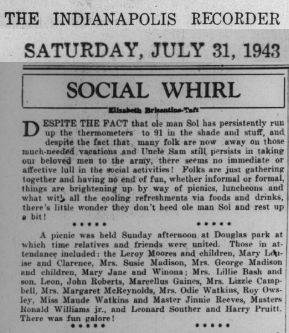 THE INDIANAPOLIS RECORDER
SATURDAY, JULY 31, 1943
SOCIAL WHIRL
Elizabeth Brizentine-Taft
DESPITE THE FACT that ole man Sol has persistently run
up the thermometers to 91 in the shade and stuff, and
despite the fact that many folk are now away on those
much-needed vacations and Uncle Sam still persists in taking
our beloved men to the army, there seems no immediate or
affective lull in the social activities! Folks are just gathering
together and having no end of fun, whether informal or formal,
things are brightening up by way of picnics, luncheons and
what with all the cooling refreshments via foods and drinks,
there's little wonder they don't heed ole man Sol and rest up
a bit!
* * * * * * * * * *
A picnic was held Sunday afternoon at Douglas park at
which time relatives and friends were united. Those in at-
tendance included: the Leroy Moores and children, Mary Lou-
ise and Clarence, Mrs. Susie Madison, Mrs. George Madison
and children, Mary Jane and Winona; Mrs. Lillie Bash and
son, Leon, John Roberts, Marcellus Guines, Mrs. Lizzie Camp-
bell, Mrs. Margaret McReynolds, Mrs. Odie Watkins, Roy Ows-
ley, Miss Maude Watkins and Master Jinnie Reeves, Masters
Ronald Williams jr., and Leonard Souther and Harry Pruitt.
There was fun galore!
* * * * * * * * * *